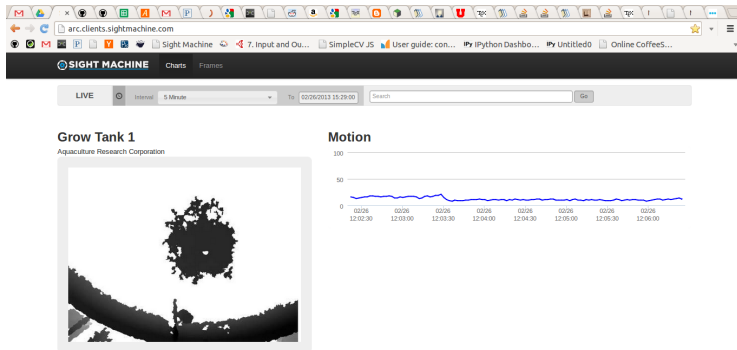 arc.clients.sightmachine.com
Sight Machine 7. Input and Ou... SimpleCV JS User guide: con... IPy IPython Dashbo... IPy Untitled0 Online CoffeeS...
SIGHT MACHINE Charts Frames
LIVE Interval 5 Minute To 02/26/2013 15:29:00 Search Go
Grow Tank 1
Aquaculture Research Corporation
Motion
100
50
0
02/26 02/26 02/26 02/26 02/26 02/26 02/26 02/26
12:02:30 12:03:00 12:03:30 12:04:00 12:04:30 12:05:00 12:05:30 12:06:00